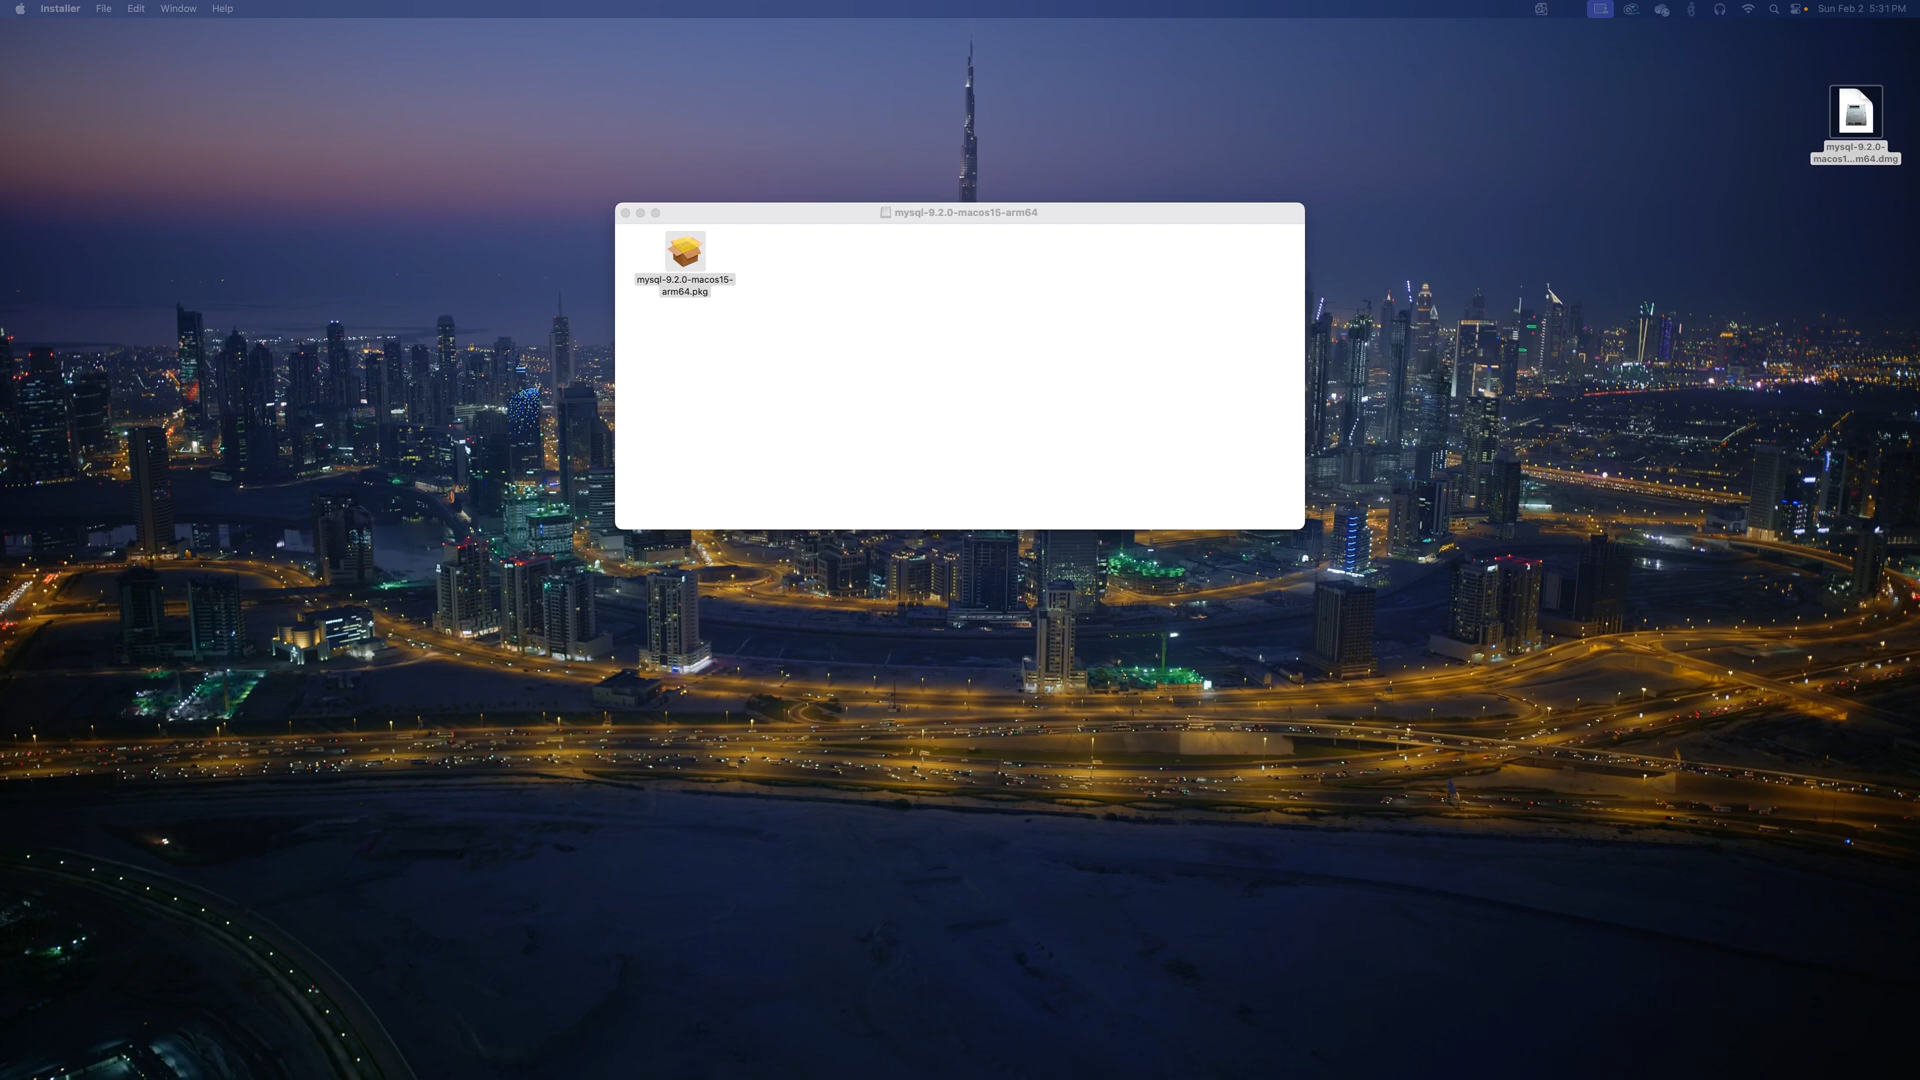 Installer File Edit Window Help
Sun Feb 2 5:31 PM
mysql-9.2.0-
macos1...m64.dmg
mysql-9.2.0-macos15-arm64
mysql-9.2.0-macos15-
arm64.pkg